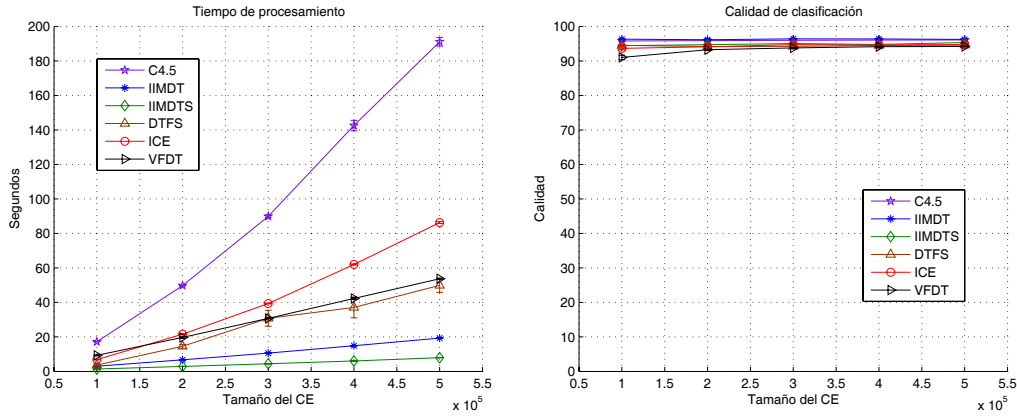 Tiempo de procesamiento
200
180
160
140
120
100
80
60
40
20
0
Segundos
C4.5
IIMDT
IIMDTS
DTFS
ICE
VFDT
0.5 1 1.5 2 2.5 3 3.5 4 4.5 5 5.5
Tamaño del CE
x 10^5
Calidad de clasificación
100
90
80
70
60
50
40
30
20
10
0
Calidad
C4.5
IIMDT
IIMDTS
DTFS
ICE
VFDT
0.5 1 1.5 2 2.5 3 3.5 4 4.5 5 5.5
Tamaño del CE
x 10^5